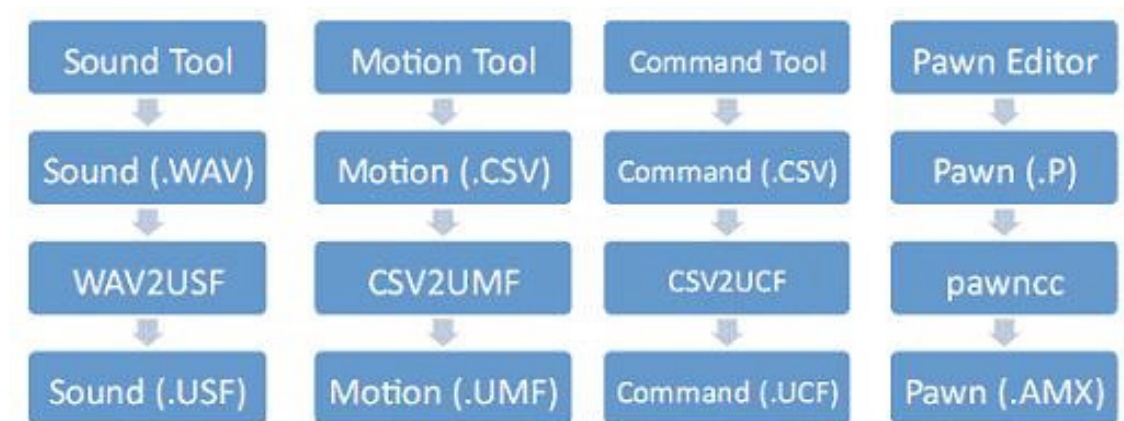 Sound Tool
Motion Tool
Command Tool
Pawn Editor
Sound (.WAV)
Motion (.CSV)
Command (.CSV)
Pawn (.P)
WAV2USF
CSV2UMF
CSV2UCF
pawncc
Sound (.USF)
Motion (.UMF)
Command (.UCF)
Pawn (.AMX)